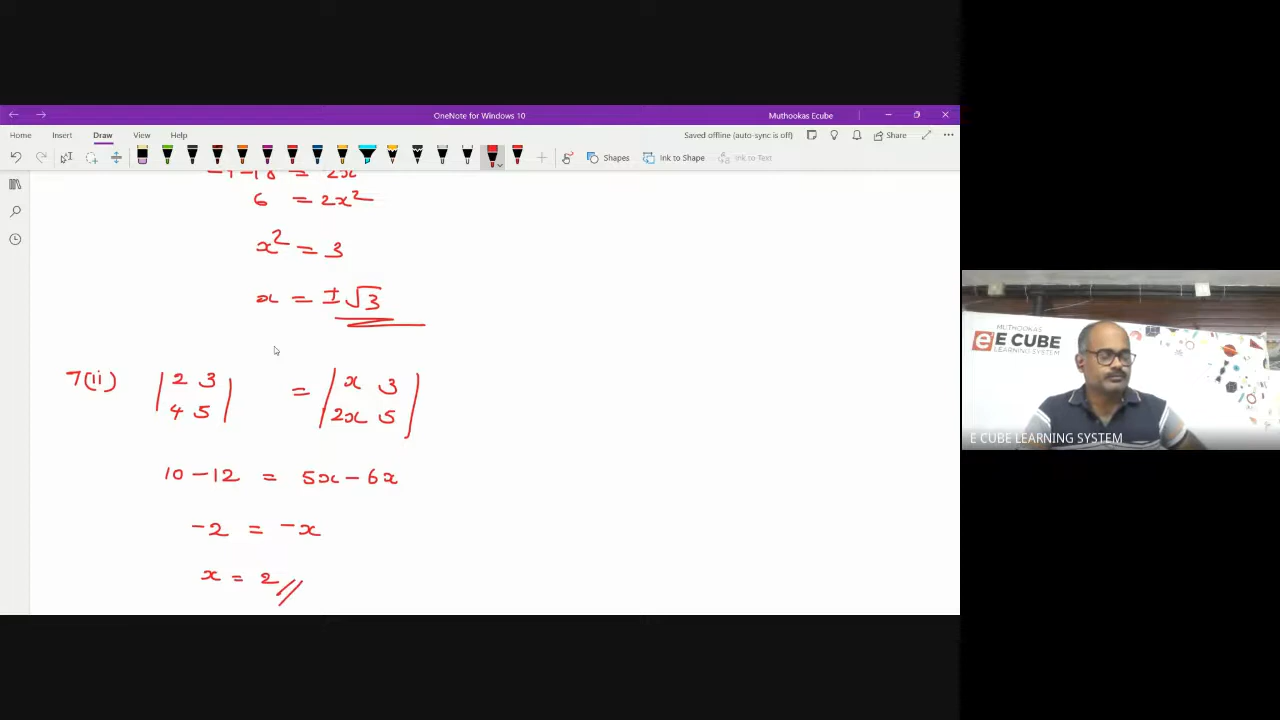 OneNote for Windows 10
Muthookas Ecube
Home Insert Draw View Help
Saved offline (auto-sync is off)
Share
Shapes
Ink to Shape
Ink to Text
6 = 2x²
x² = 3
x = ±√3
7(ii) | 2 3 | = | x 3 |
| 4 5 | | 2x 5 |
10 - 12 = 5x - 6x
-2 = -x
x = 2 //
MUTHOOKAS
e E CUBE
LEARNING SYSTEM
E CUBE LEARNING SYSTEM